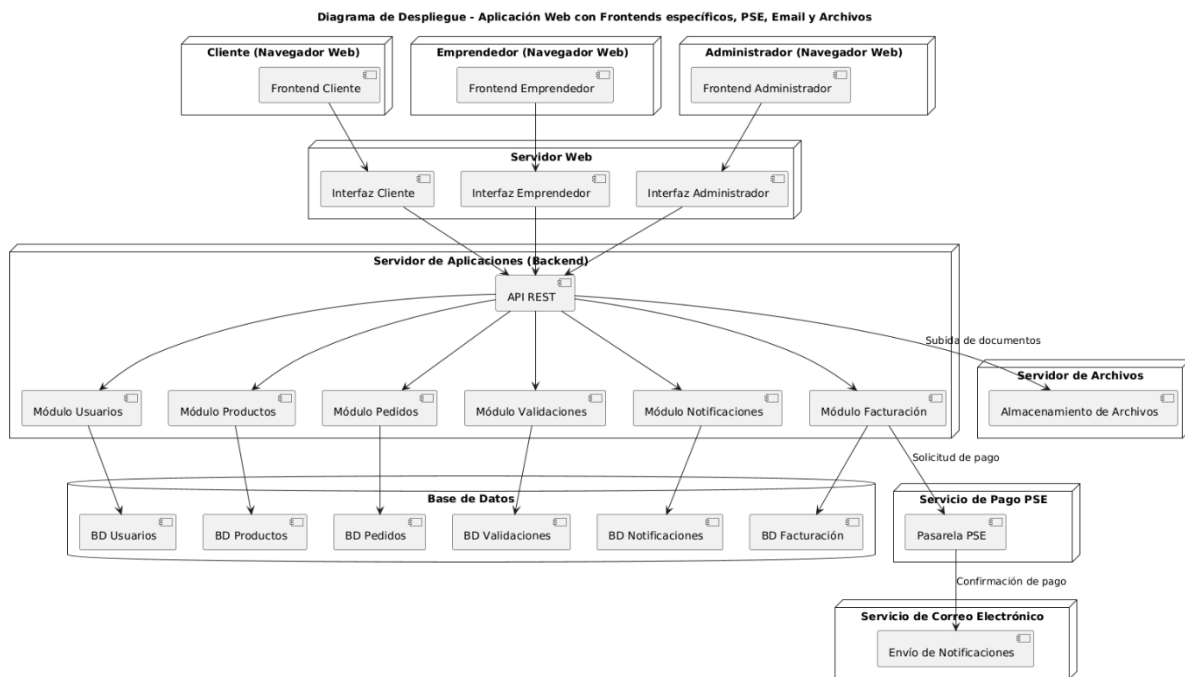 Diagrama de Despliegue - Aplicación Web con Frontends específicos, PSE, Email y Archivos
Cliente (Navegador Web)
Frontend Cliente
Emprendedor (Navegador Web)
Frontend Emprendedor
Administrador (Navegador Web)
Frontend Administrador
Servidor Web
Interfaz Cliente
Interfaz Emprendedor
Interfaz Administrador
Servidor de Aplicaciones (Backend)
API REST
Subida de documentos
Módulo Usuarios
Módulo Productos
Módulo Pedidos
Módulo Validaciones
Módulo Notificaciones
Módulo Facturación
Servidor de Archivos
Almacenamiento de Archivos
Solicitud de pago
Base de Datos
BD Usuarios
BD Productos
BD Pedidos
BD Validaciones
BD Notificaciones
BD Facturación
Servicio de Pago PSE
Pasarela PSE
Confirmación de pago
Servicio de Correo Electrónico
Envío de Notificaciones